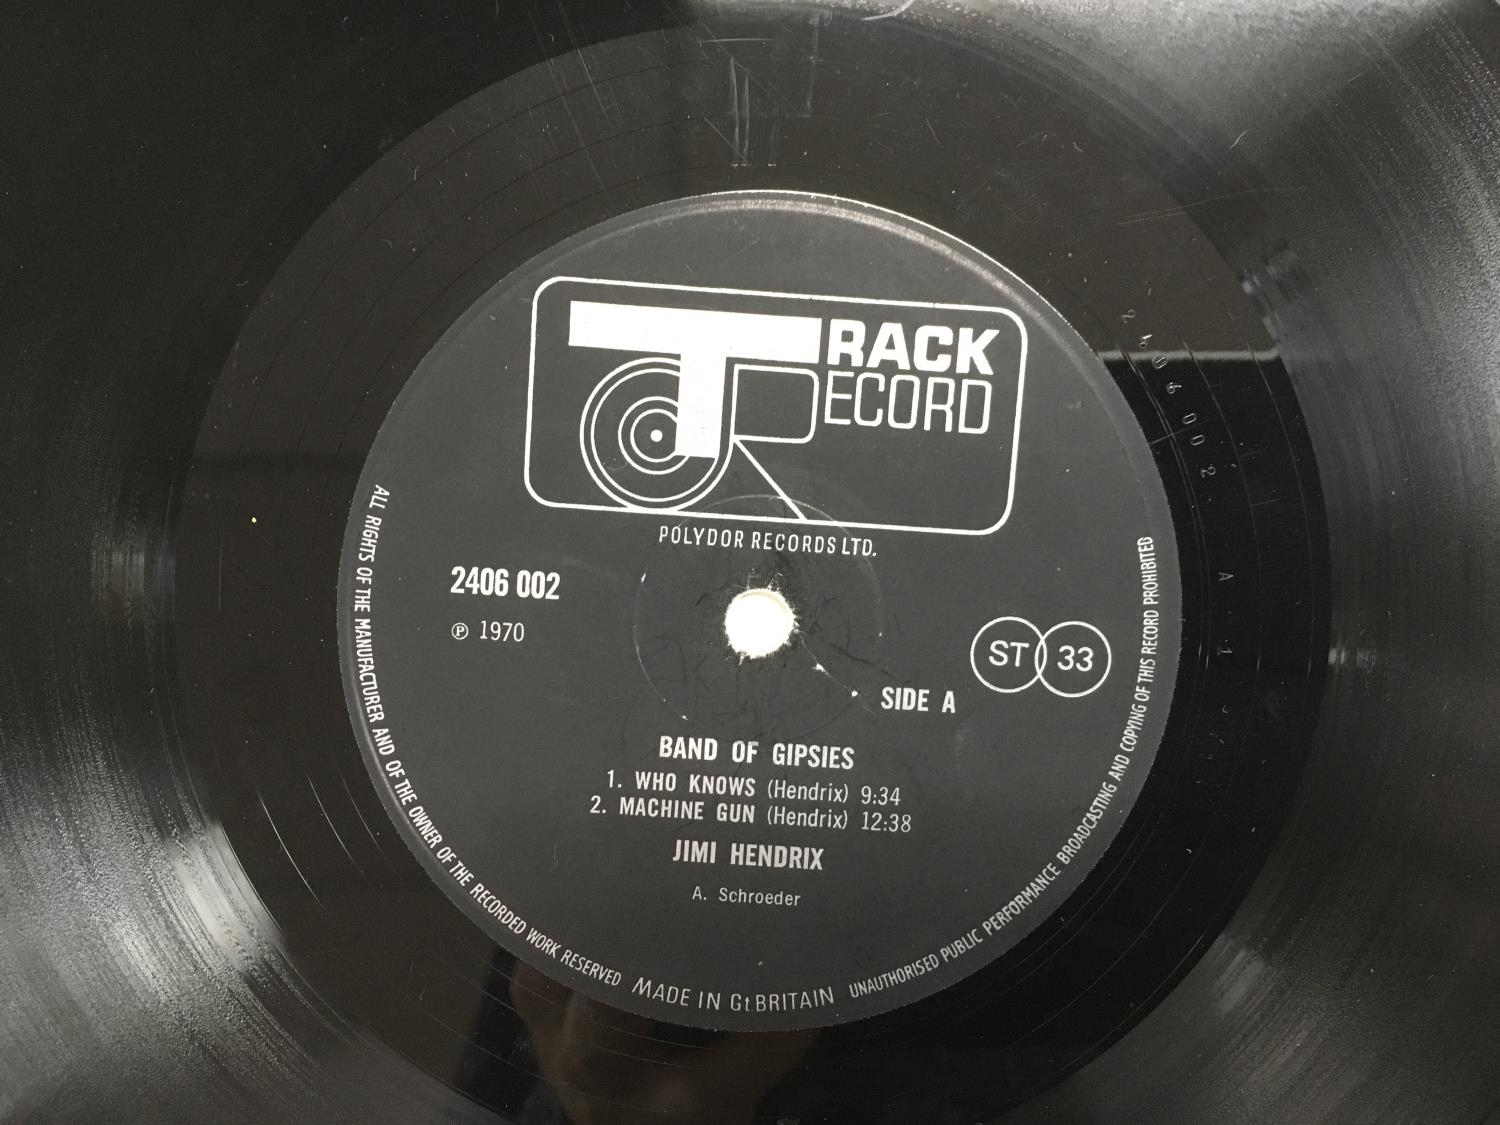 TRACK
RECORD
POLYDOR RECORDS LTD.
2406 002
℗ 1970
ST 33
SIDE A
BAND OF GIPSIES
1. WHO KNOWS (Hendrix) 9:34
2. MACHINE GUN (Hendrix) 12:38
JIMI HENDRIX
A. Schroeder
ALL RIGHTS OF THE MANUFACTURER AND OF THE OWNER OF THE RECORDED WORK RESERVED MADE IN Gt.BRITAIN UNAUTHORISED PUBLIC PERFORMANCE BROADCASTING AND COPYING OF THIS RECORD PROHIBITED
2406002 A 1